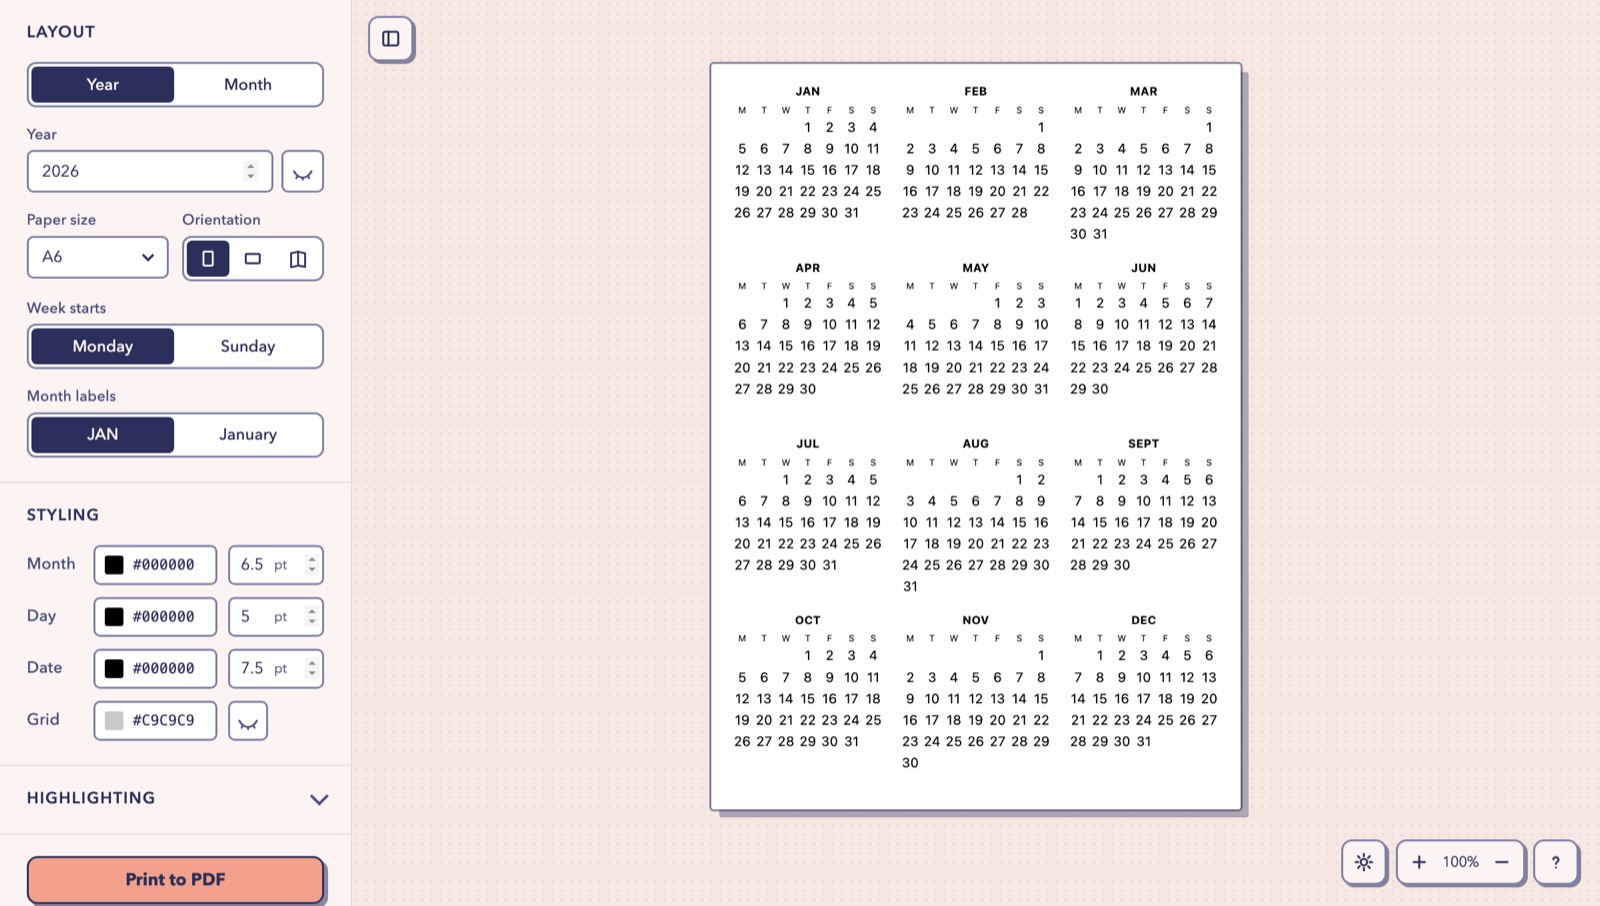 LAYOUT
Year Month
Year
2026
Paper size Orientation
A6
Week starts
Monday Sunday
Month labels
JAN January
STYLING
Month #000000 6.5 pt
Day #000000 5 pt
Date #000000 7.5 pt
Grid #C9C9C9
HIGHLIGHTING
Print to PDF
JAN
M T W T F S S
1 2 3 4
5 6 7 8 9 10 11
12 13 14 15 16 17 18
19 20 21 22 23 24 25
26 27 28 29 30 31
FEB
M T W T F S S
1
2 3 4 5 6 7 8
9 10 11 12 13 14 15
16 17 18 19 20 21 22
23 24 25 26 27 28
MAR
M T W T F S S
1
2 3 4 5 6 7 8
9 10 11 12 13 14 15
16 17 18 19 20 21 22
23 24 25 26 27 28 29
30 31
APR
M T W T F S S
1 2 3 4 5
6 7 8 9 10 11 12
13 14 15 16 17 18 19
20 21 22 23 24 25 26
27 28 29 30
MAY
M T W T F S S
1 2 3
4 5 6 7 8 9 10
11 12 13 14 15 16 17
18 19 20 21 22 23 24
25 26 27 28 29 30 31
JUN
M T W T F S S
1 2 3 4 5 6 7
8 9 10 11 12 13 14
15 16 17 18 19 20 21
22 23 24 25 26 27 28
29 30
JUL
M T W T F S S
1 2 3 4 5
6 7 8 9 10 11 12
13 14 15 16 17 18 19
20 21 22 23 24 25 26
27 28 29 30 31
AUG
M T W T F S S
1 2
3 4 5 6 7 8 9
10 11 12 13 14 15 16
17 18 19 20 21 22 23
24 25 26 27 28 29 30
31
SEPT
M T W T F S S
1 2 3 4 5 6
7 8 9 10 11 12 13
14 15 16 17 18 19 20
21 22 23 24 25 26 27
28 29 30
OCT
M T W T F S S
1 2 3 4
5 6 7 8 9 10 11
12 13 14 15 16 17 18
19 20 21 22 23 24 25
26 27 28 29 30 31
NOV
M T W T F S S
1
2 3 4 5 6 7 8
9 10 11 12 13 14 15
16 17 18 19 20 21 22
23 24 25 26 27 28 29
30
DEC
M T W T F S S
1 2 3 4 5 6
7 8 9 10 11 12 13
14 15 16 17 18 19 20
21 22 23 24 25 26 27
28 29 30 31
+ 100% −
?